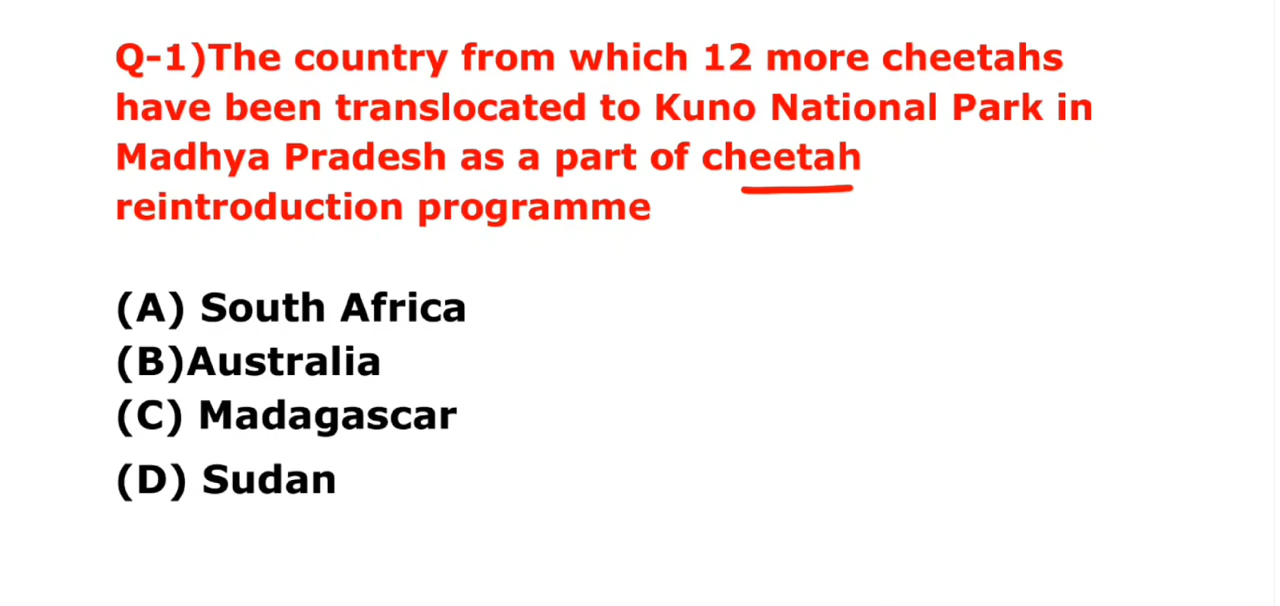 Q-1)The country from which 12 more cheetahs
have been translocated to Kuno National Park in
Madhya Pradesh as a part of cheetah
reintroduction programme
(A) South Africa
(B)Australia
(C) Madagascar
(D) Sudan